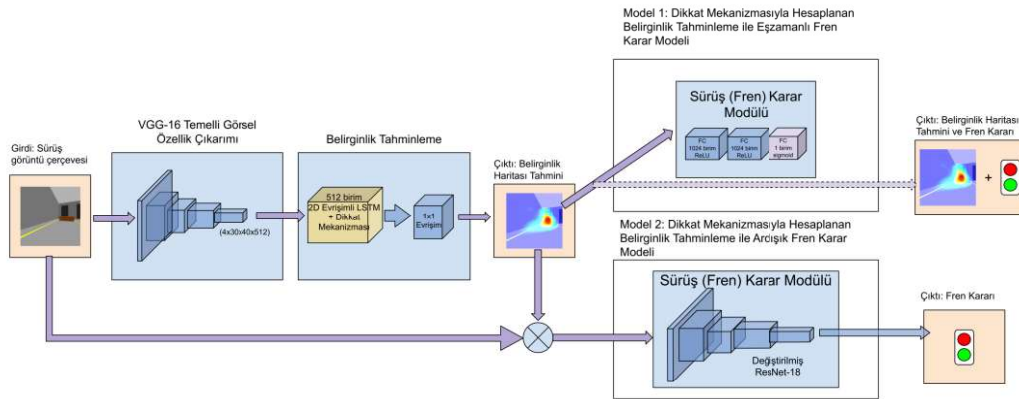 Model 1: Dikkat Mekanizmasıyla Hesaplanan
Belirginlik Tahminleme ile Eşzamanlı Fren
Karar Modeli
Sürüş (Fren) Karar
Modülü
FC
1024 birim
ReLU
FC
1024 birim
ReLU
FC
1 birim
sigmoid
Çıktı: Belirginlik Haritası
Tahmini ve Fren Kararı
+
VGG-16 Temelli Görsel
Özellik Çıkarımı
Belirginlik Tahminleme
Girdi: Sürüş
görüntü çerçevesi
Çıktı: Belirginlik
Haritası Tahmini
(4x30x40x512)
512 birim
2D Evrişimli LSTM
+ Dikkat
Mekanizması
1x1
Evrişim
Model 2: Dikkat Mekanizmasıyla Hesaplanan
Belirginlik Tahminleme ile Ardışık Fren Karar
Modeli
Sürüş (Fren) Karar Modülü
Değiştirilmiş
ResNet-18
Çıktı: Fren Kararı